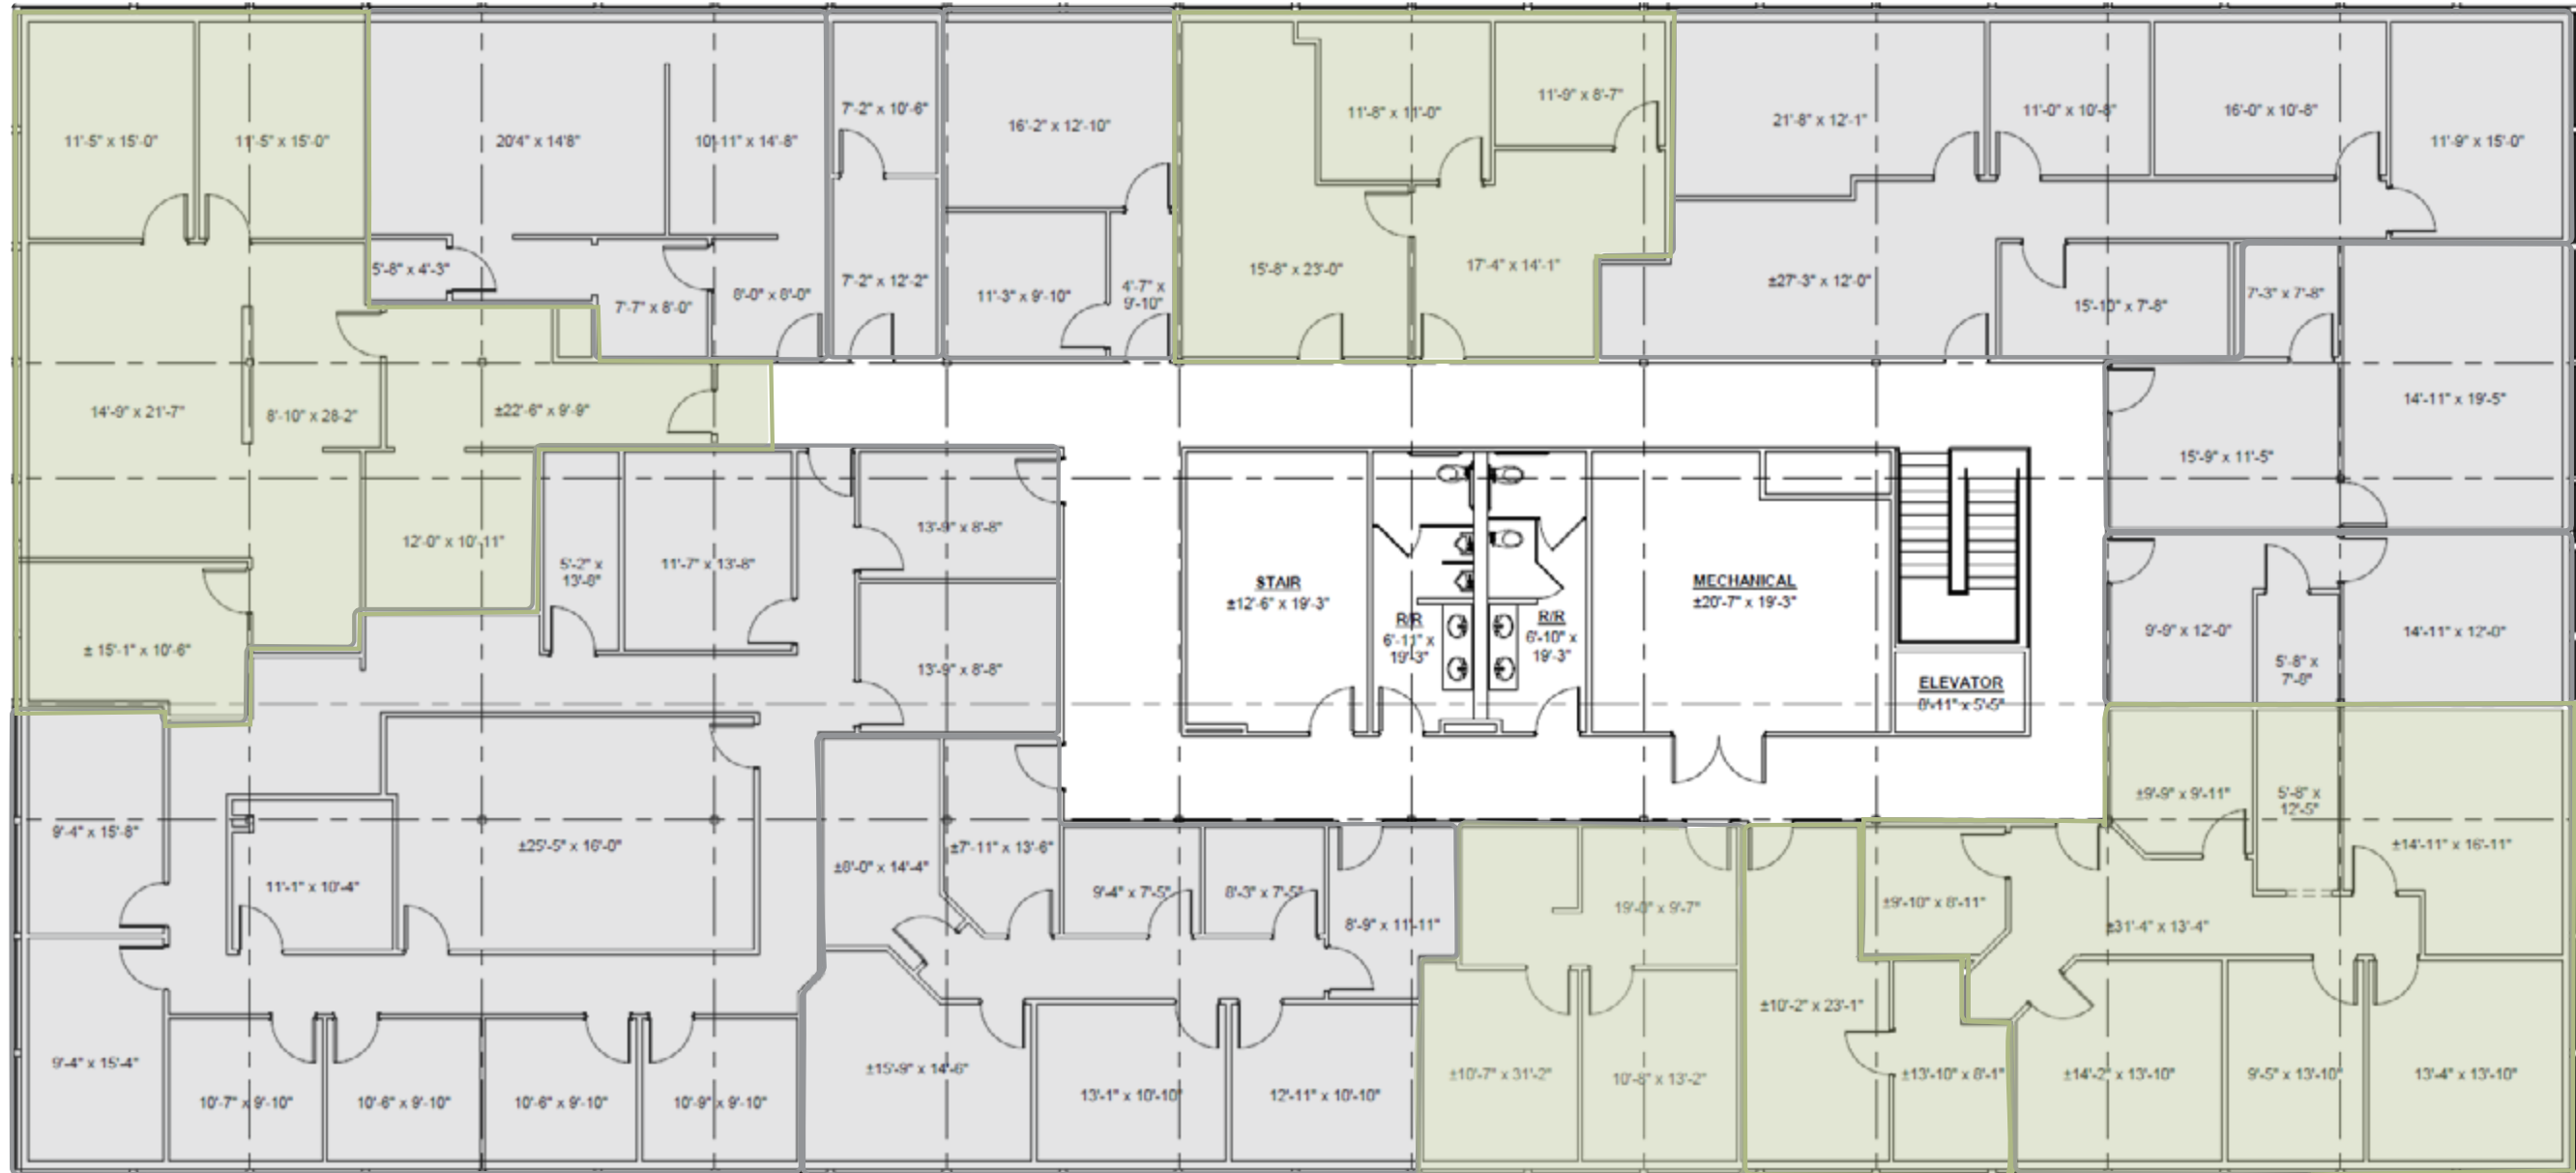 7'-2" x 10'-6"
11'-9" x 8'-7"
11'-8" x 11'-0"
11'-0" x 10'-8"
16'-0" x 10'-8"
16'-2" x 12'-10"
21'-8" x 12'-1"
11'-5" x 15'-0"
11'-5" x 15'-0"
20'4" x 14'8"
10'-11" x 14'-8"
11'-9" x 15'-0"
5'-8" x 4'-3"
15'-8" x 23'-0"
17'-4" x 14'-1"
7'-2" x 12'-2"
±27'-3" x 12'-0"
11'-3" x 9'-10"
4'-7" x
9'-10"
8'-0" x 8'-0"
7'-7" x 8'-0"
15'-10" x 7'-8"
7'-3" x 7'-8"
14'-9" x 21'-7"
8'-10" x 28-2"
±22'-6" x 9'-9"
14'-11" x 19'-5"
15'-9" x 11'-5"
12'-0" x 10'-11"
5'-2" x
13'-8"
11'-7" x 13'-8"
13'-9" x 8'-8"
STAIR
±12'-6" x 19'-3"
R/R
6'-11" x
19'-3"
R/R
6'-10" x
19'-3"
MECHANICAL
±20'-7" x 19'-3"
9'-9" x 12'-0"
5'-8" x
7'-8"
14'-11" x 12'-0"
± 15'-1" x 10'-6"
13'-9" x 8'-8"
ELEVATOR
8'-11" x 5'-5"
9'-4" x 15'-8"
11'-1" x 10'-4"
±25'-5" x 16'-0"
±8'-0" x 14'-4"
±7'-11" x 13'-6"
9'-4" x 7'-5"
8'-3" x 7'-5"
8'-9" x 11'-11"
19'-0" x 9'-7"
±9'-10" x 8'-11"
±9'-9" x 9'-11"
5'-8" x
12'-5"
±14'-11" x 16'-11"
±31'-4" x 13'-4"
±10'-2" x 23'-1"
9'-4" x 15'-4"
10'-7" x 9'-10"
10'-6" x 9'-10"
10'-6" x 9'-10"
10'-9" x 9'-10"
±15'-9" x 14'-6"
13'-1" x 10'-10"
12'-11" x 10'-10"
±10'-7" x 31'-2"
10'-8" x 13'-2"
±13'-10" x 8'-1"
±14'-2" x 13'-10"
9'-5" x 13'-10"
13'-4" x 13'-10"